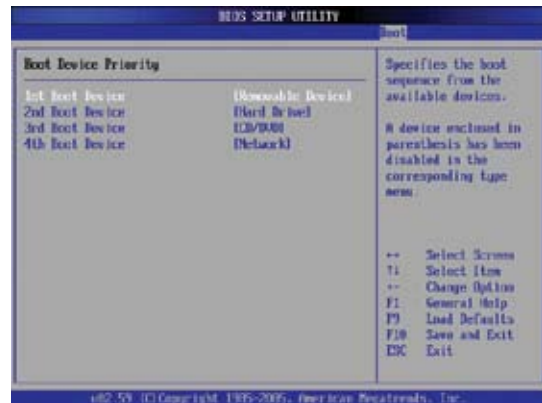 BIOS SETUP UTILITY
Boot
Boot Device Priority
1st Boot Device [Removable Device]
2nd Boot Device [Hard Drive]
3rd Boot Device [CD/DVD]
4th Boot Device [Network]
Specifies the boot
sequence from the
available devices.
A device enclosed in
parenthesis has been
disabled in the
corresponding type
menu.
↔ Select Screen
↑↓ Select Item
+- Change Option
F1 General Help
F9 Load Defaults
F10 Save and Exit
ESC Exit
v02.59 (C)Copyright 1985-2005, American Megatrends, Inc.